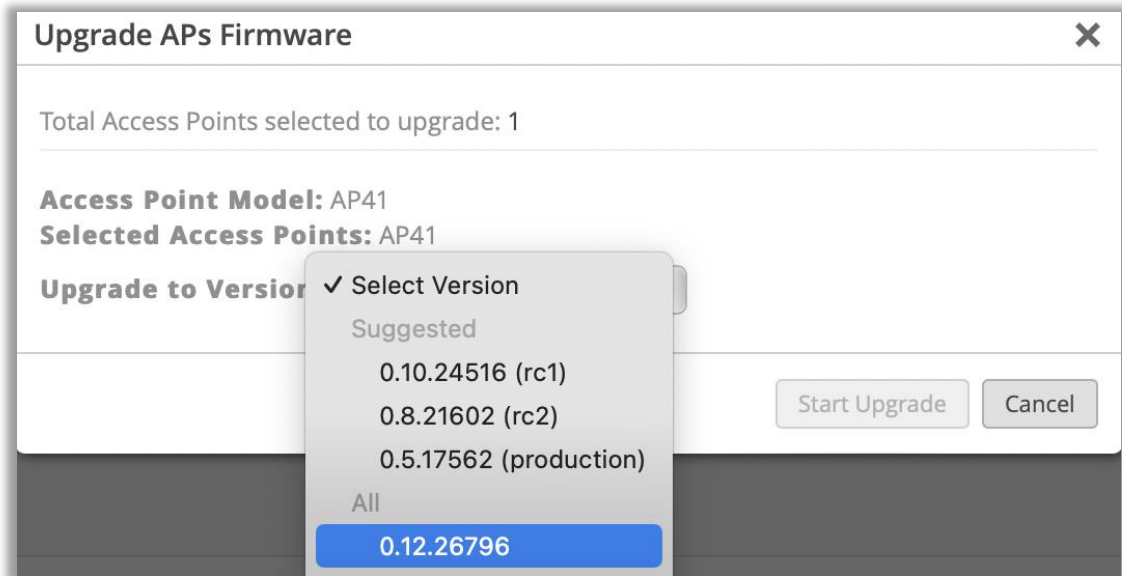 Upgrade APs Firmware
Total Access Points selected to upgrade: 1
Access Point Model: AP41
Selected Access Points: AP41
Upgrade to Version
✓ Select Version
Suggested
0.10.24516 (rc1)
0.8.21602 (rc2)
0.5.17562 (production)
All
0.12.26796
Start Upgrade Cancel